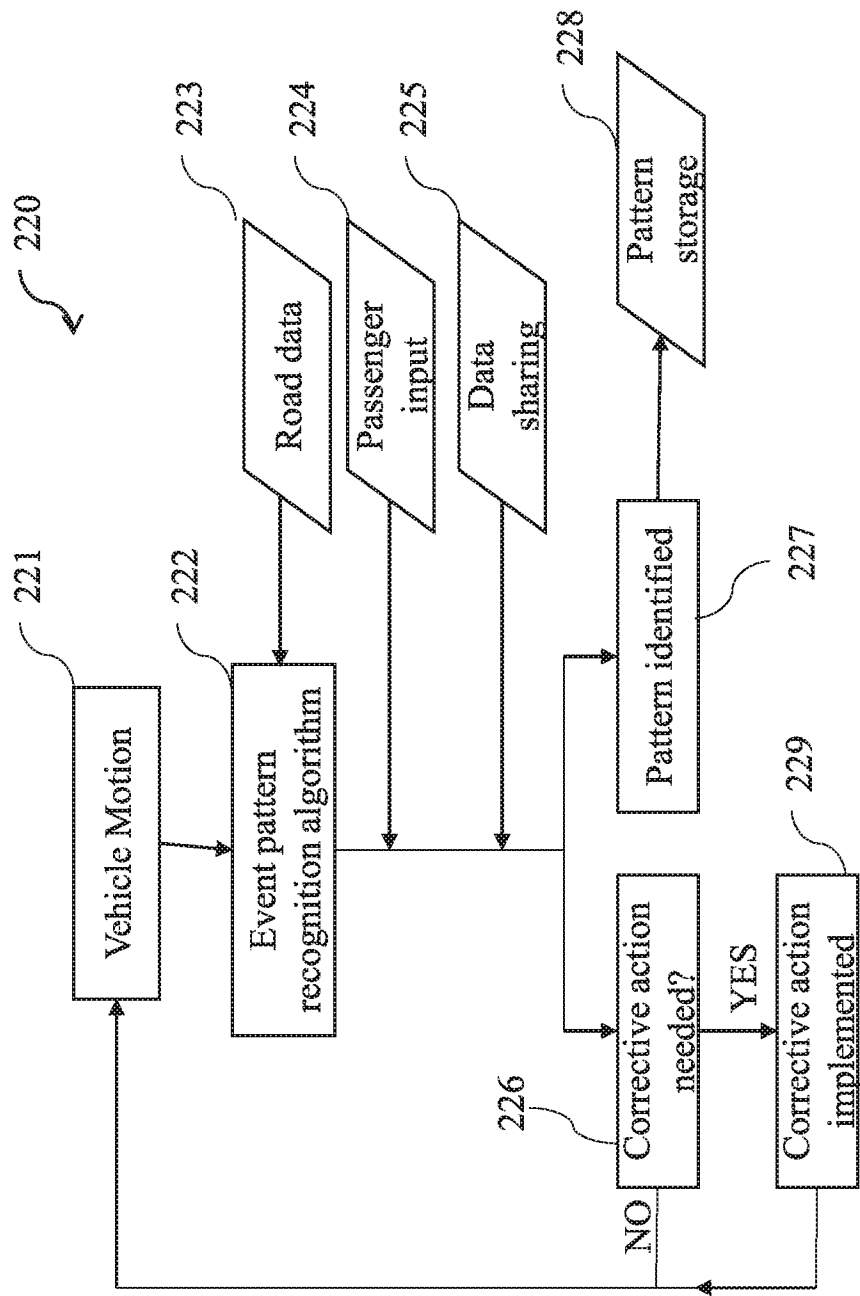 220
221
Vehicle Motion
222
Event pattern
recognition algorithm
223
Road data
224
Passenger
input
225
Data
sharing
226
Corrective action
needed?
NO
YES
227
Pattern identified
228
Pattern
storage
229
Corrective action
implemented